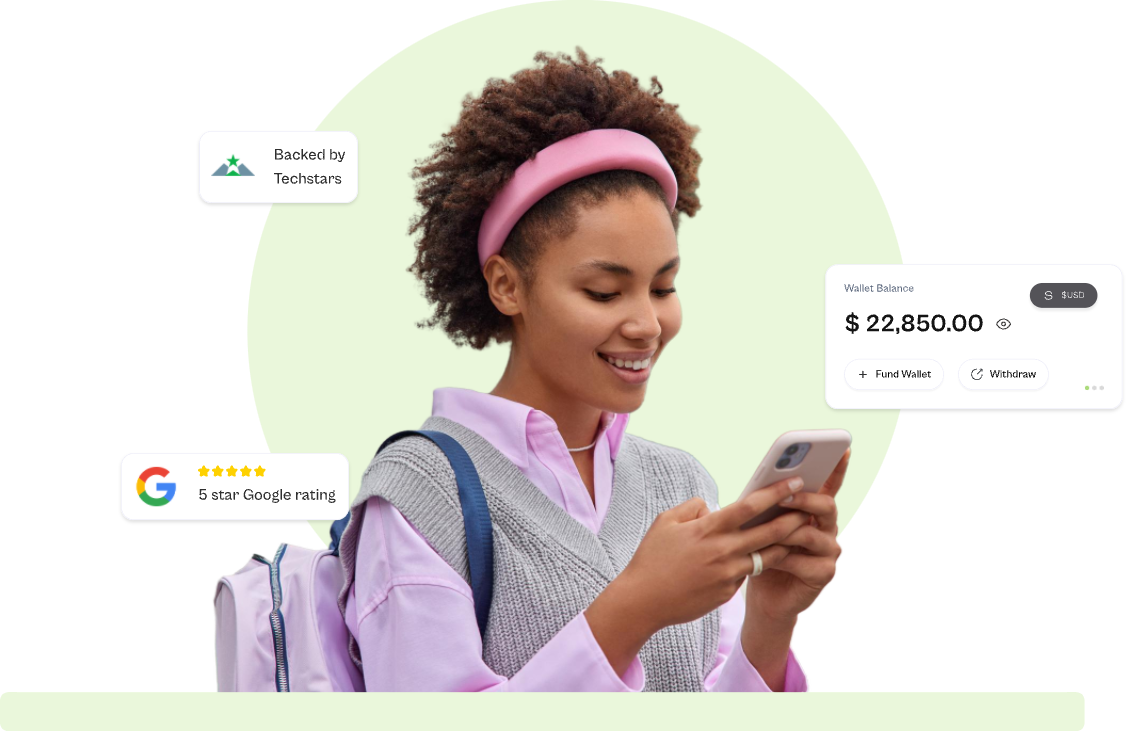 Backed by
Techstars
Wallet Balance
$USD
$ 22,850.00
+ Fund Wallet
Withdraw
5 star Google rating